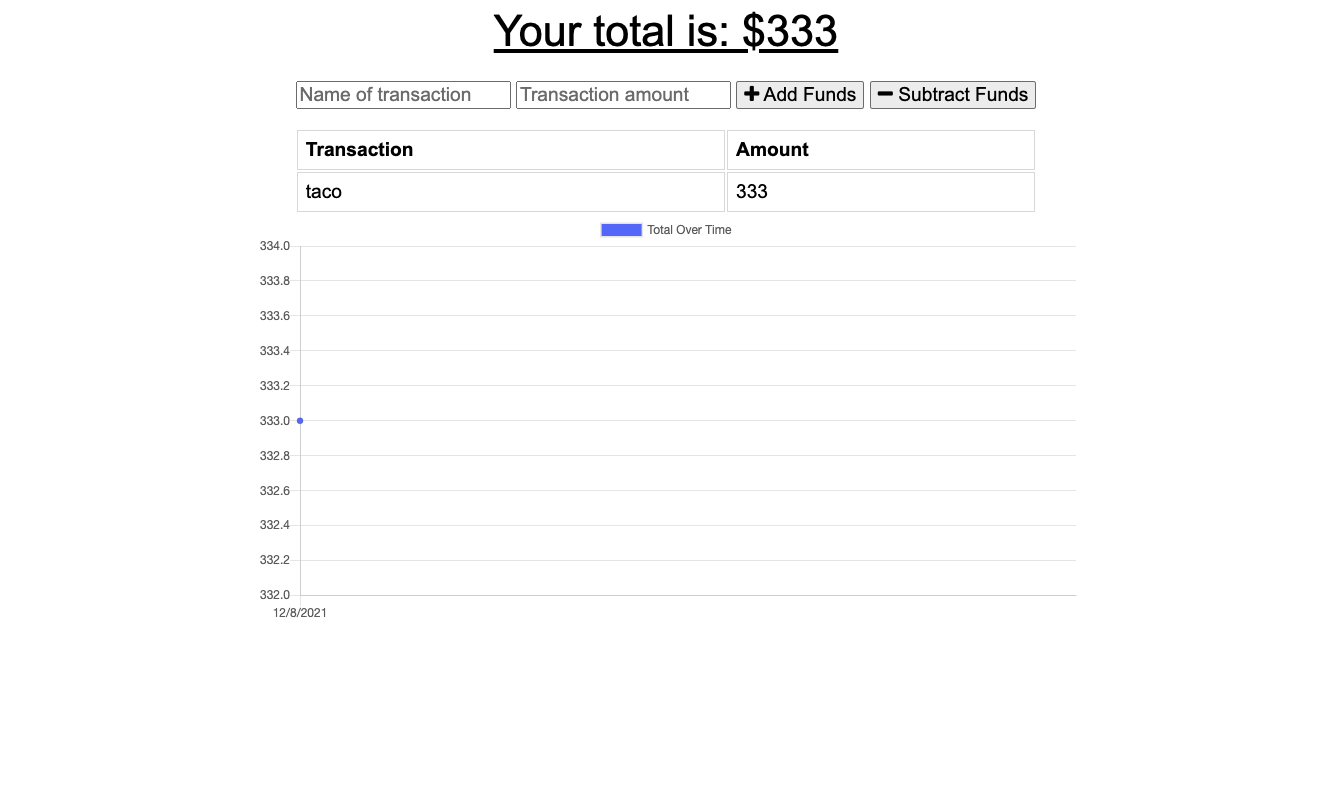 Your total is: $333
Name of transaction Transaction amount + Add Funds − Subtract Funds
Transaction Amount
taco 333
Total Over Time
334.0
333.8
333.6
333.4
333.2
333.0
332.8
332.6
332.4
332.2
332.0
12/8/2021